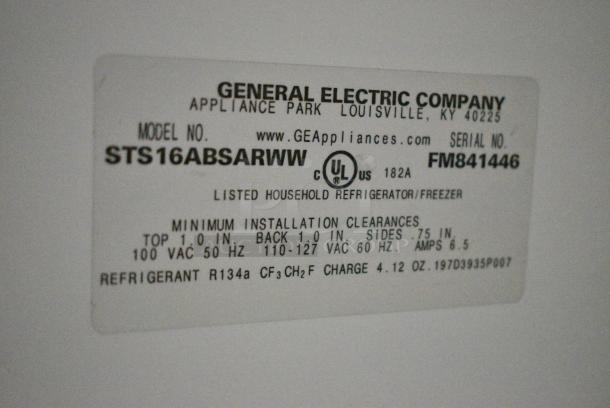 GENERAL ELECTRIC COMPANY
APPLIANCE PARK LOUISVILLE, KY 40225
MODEL NO. www.GEAppliances.com SERIAL NO.
STS16ABSARWW C UL ® US 182A FM841446
LISTED HOUSEHOLD REFRIGERATOR/FREEZER
MINIMUM INSTALLATION CLEARANCES
TOP 1.0 IN. BACK 1.0 IN. SIDES .75 IN.
100 VAC 50 HZ 110-127 VAC 60 HZ AMPS 6.5
REFRIGERANT R134a CF3CH2F CHARGE 4.12 OZ. 197D3935P007